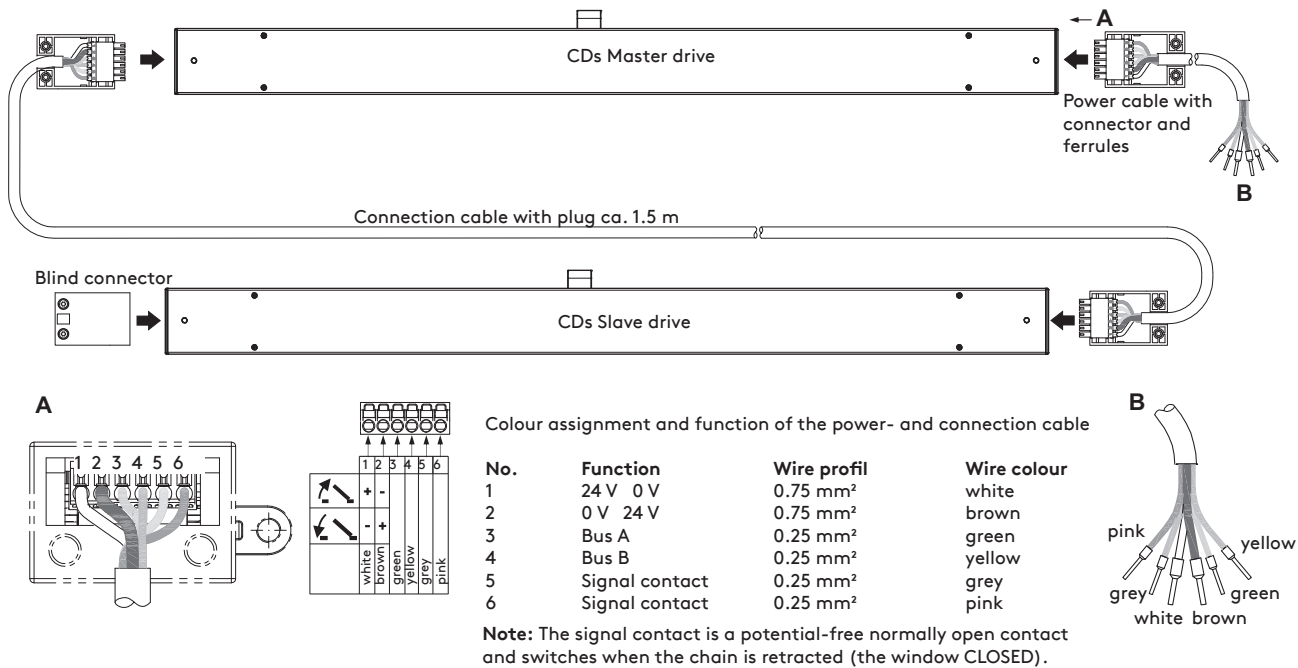 A
CDs Master drive
Power cable with
connector and
ferrules
B
Connection cable with plug ca. 1.5 m
Blind connector
CDs Slave drive
A
1 2 3 4 5 6
1 2 3 4 5 6
+ -
- +
white
brown
green
yellow
grey
pink
Colour assignment and function of the power- and connection cable
No. Function Wire profil Wire colour
1 24 V 0 V 0.75 mm² white
2 0 V 24 V 0.75 mm² brown
3 Bus A 0.25 mm² green
4 Bus B 0.25 mm² yellow
5 Signal contact 0.25 mm² grey
6 Signal contact 0.25 mm² pink
Note: The signal contact is a potential-free normally open contact
and switches when the chain is retracted (the window CLOSED).
B
pink
yellow
grey
green
white brown